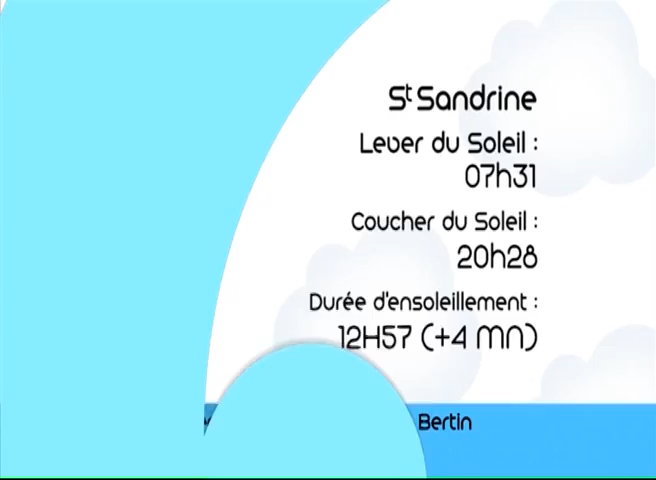 St Sandrine
Lever du Soleil :
07h31
Coucher du Soleil :
20h28
Durée d'ensoleillement :
12H57 (+4 MN)
Bertin